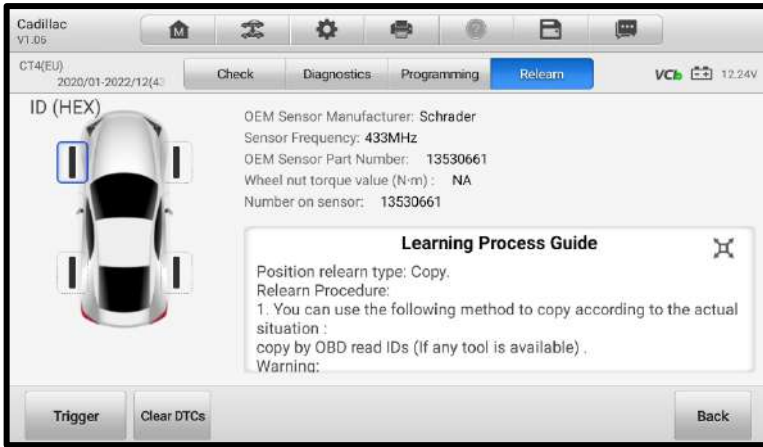 Cadillac
V1.06
M
CT4(EU)
2020/01-2022/12(4
Check
Diagnostics
Programming
Relearn
VCI
12.24V
ID (HEX)
OEM Sensor Manufacturer: Schrader
Sensor Frequency: 433MHz
OEM Sensor Part Number: 13530661
Wheel nut torque value (N·m) : NA
Number on sensor: 13530661
Learning Process Guide
Position relearn type: Copy.
Relearn Procedure:
1. You can use the following method to copy according to the actual
situation :
copy by OBD read IDs (If any tool is available) .
Warning:
Trigger
Clear DTCs
Back